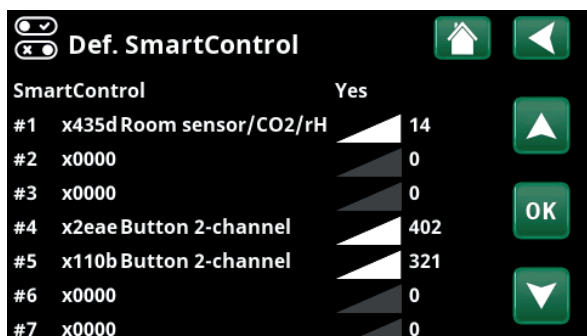 Def. SmartControl
SmartControl Yes
#1 x435d Room sensor/CO2/rH 14
#2 x0000 0
#3 x0000 0
#4 x2eae Button 2-channel 402
#5 x110b Button 2-channel 321
#6 x0000 0
#7 x0000 0
OK